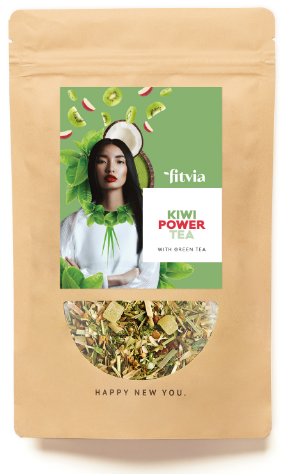 fitvia
KIWI
POWER
TEA
WITH GREEN TEA
HAPPY NEW YOU.